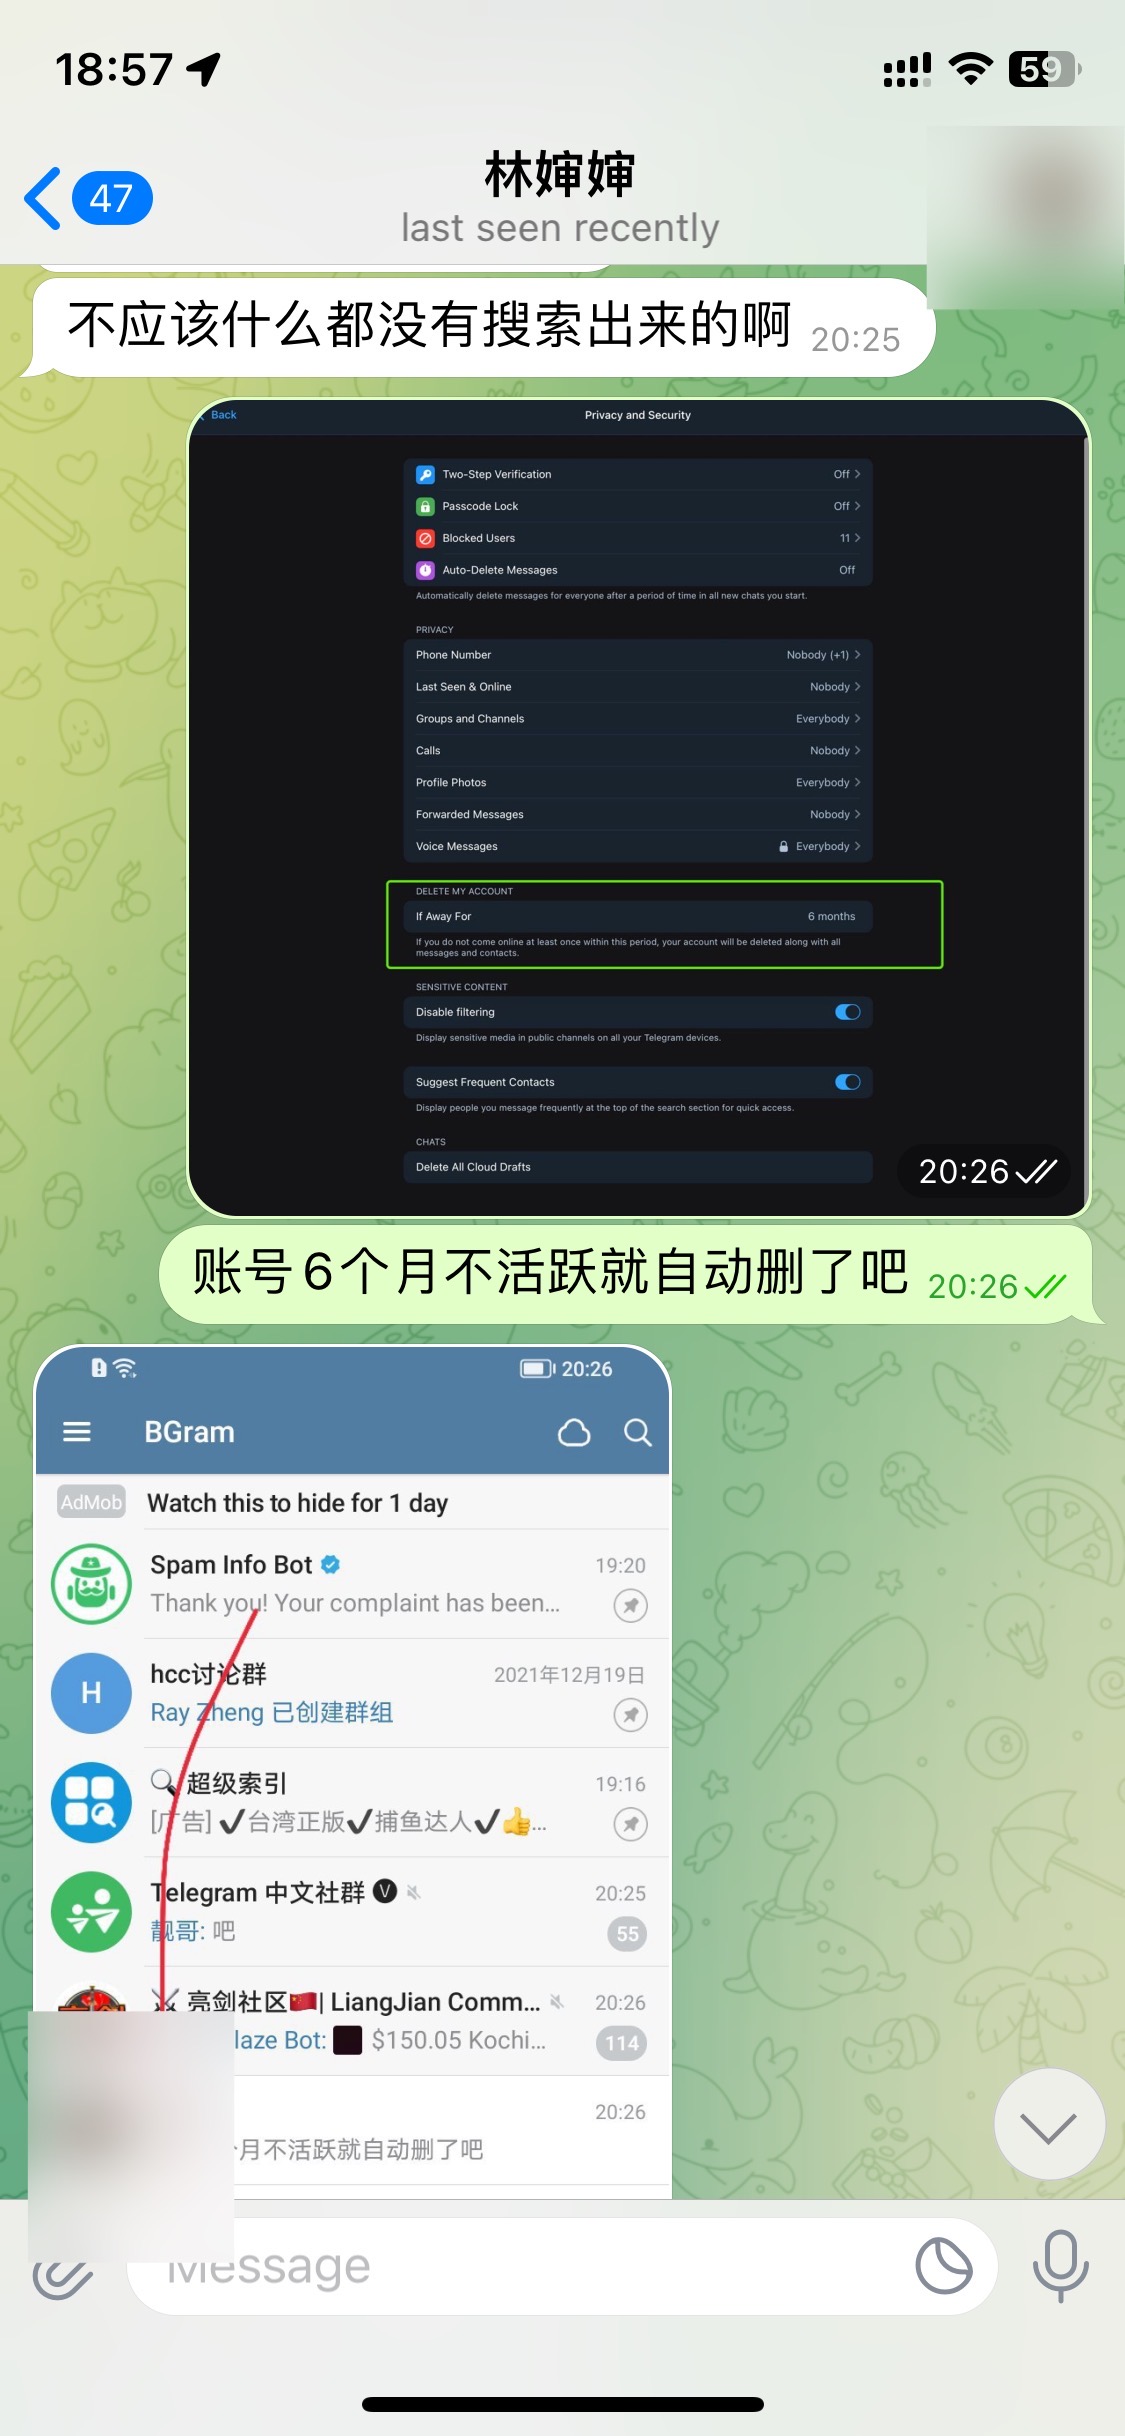 18:57
59
47
林婶婶
last seen recently
不应该什么都没有搜索出来的啊 20:25
Back
Privacy and Security
Two-Step Verification Off
Passcode Lock Off
Blocked Users 11
Auto-Delete Messages Off
Automatically delete messages for everyone after a period of time in all new chats you start.
PRIVACY
Phone Number Nobody (+1)
Last Seen & Online Nobody
Groups and Channels Everybody
Calls Nobody
Profile Photos Everybody
Forwarded Messages Nobody
Voice Messages Everybody
DELETE MY ACCOUNT
If Away For 6 months
If you do not come online at least once within this period, your account will be deleted along with all
messages and contacts.
SENSITIVE CONTENT
Disable filtering
Display sensitive media in public channels on all your Telegram devices.
Suggest Frequent Contacts
Display people you message frequently at the top of the search section for quick access.
CHATS
Delete All Cloud Drafts
20:26
账号6个月不活跃就自动删了吧 20:26
20:26
BGram
AdMob Watch this to hide for 1 day
Spam Info Bot 19:20
Thank you! Your complaint has been...
H
hcc讨论群 2021年12月19日
Ray Zheng 已创建群组
超级索引 19:16
[广告] ✔台湾正版✔捕鱼达人✔👍...
Telegram 中文社群 V 20:25
靓哥: 吧 55
⚔ 亮剑社区🇨🇳| LiangJian Comm... 20:26
laze Bot: $150.05 Kochi... 114
20:26
月不活跃就自动删了吧
Message